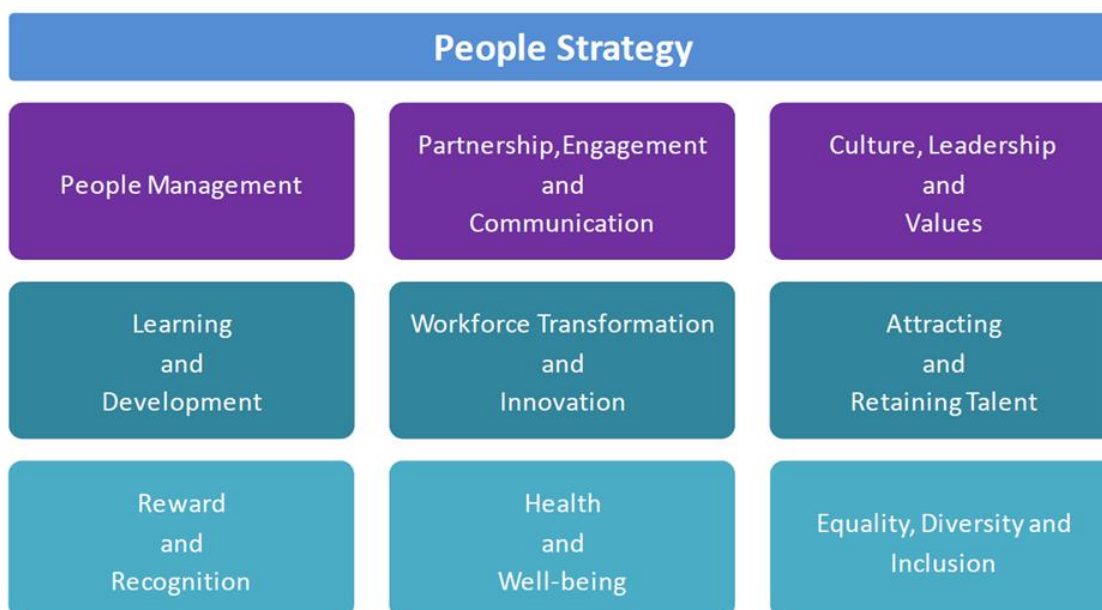 People Strategy
People Management
Partnership, Engagement
and
Communication
Culture, Leadership
and
Values
Learning
and
Development
Workforce Transformation
and
Innovation
Attracting
and
Retaining Talent
Reward
and
Recognition
Health
and
Well-being
Equality, Diversity and
Inclusion